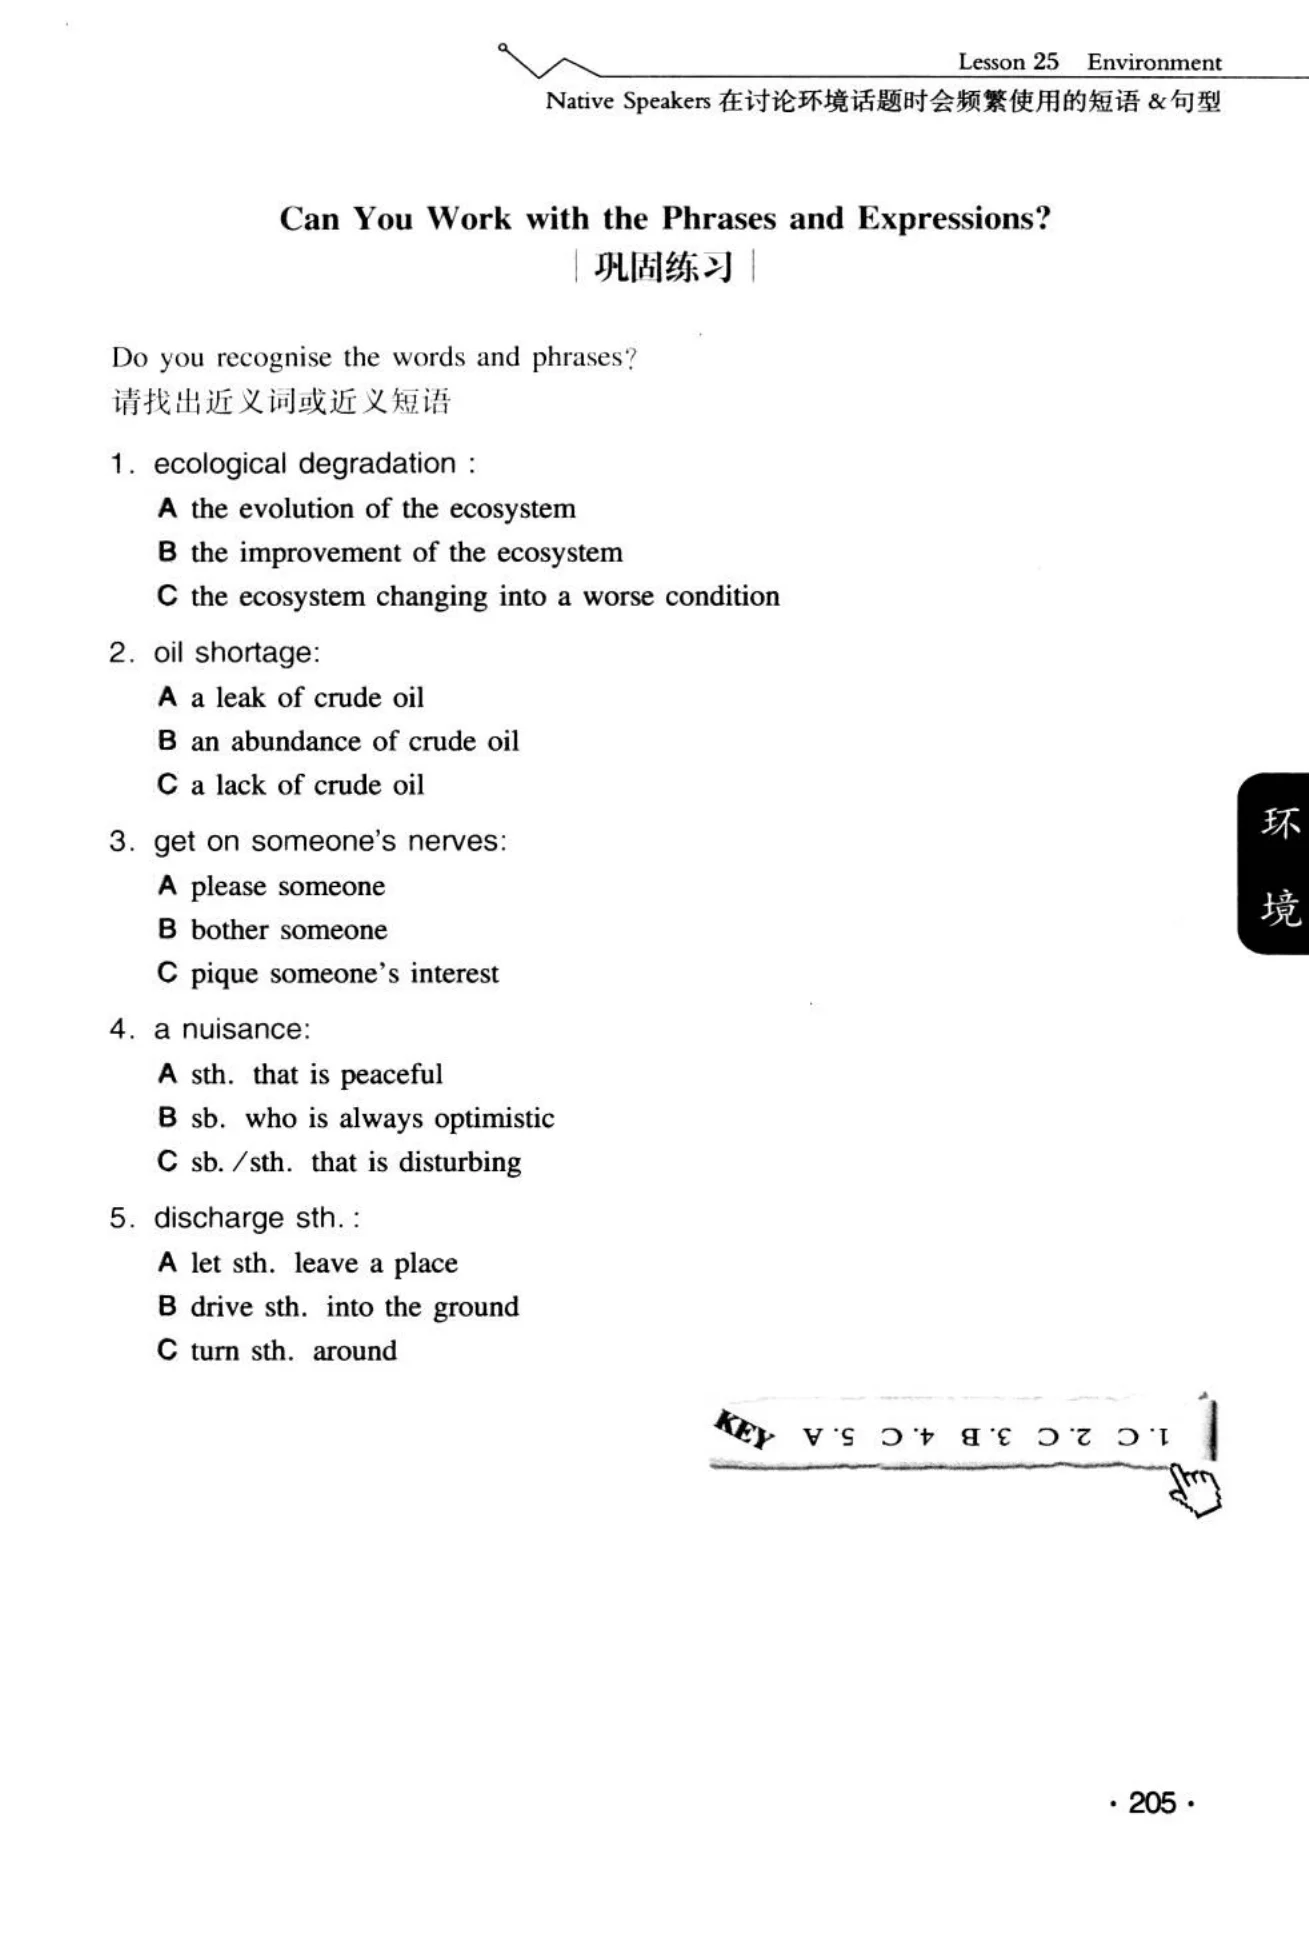 Lesson 25 Environment
Native Speakers 在讨论环境话题时会频繁使用的短语 &句型
Can You Work with the Phrases and Expressions?
巩固练习
Do you recognise the words and phrases?
请找出近义词或近义短语
1. ecological degradation :
A the evolution of the ecosystem
B the improvement of the ecosystem
C the ecosystem changing into a worse condition
2. oil shortage:
A a leak of crude oil
B an abundance of crude oil
C a lack of crude oil
3. get on someone's nerves:
A please someone
B bother someone
C pique someone's interest
4. a nuisance:
A sth. that is peaceful
B sb. who is always optimistic
C sb. /sth. that is disturbing
5. discharge sth. :
A let sth. leave a place
B drive sth. into the ground
C turn sth. around
环境
KEY
1. C 2. C 3. B 4. C 5. A
· 205 ·